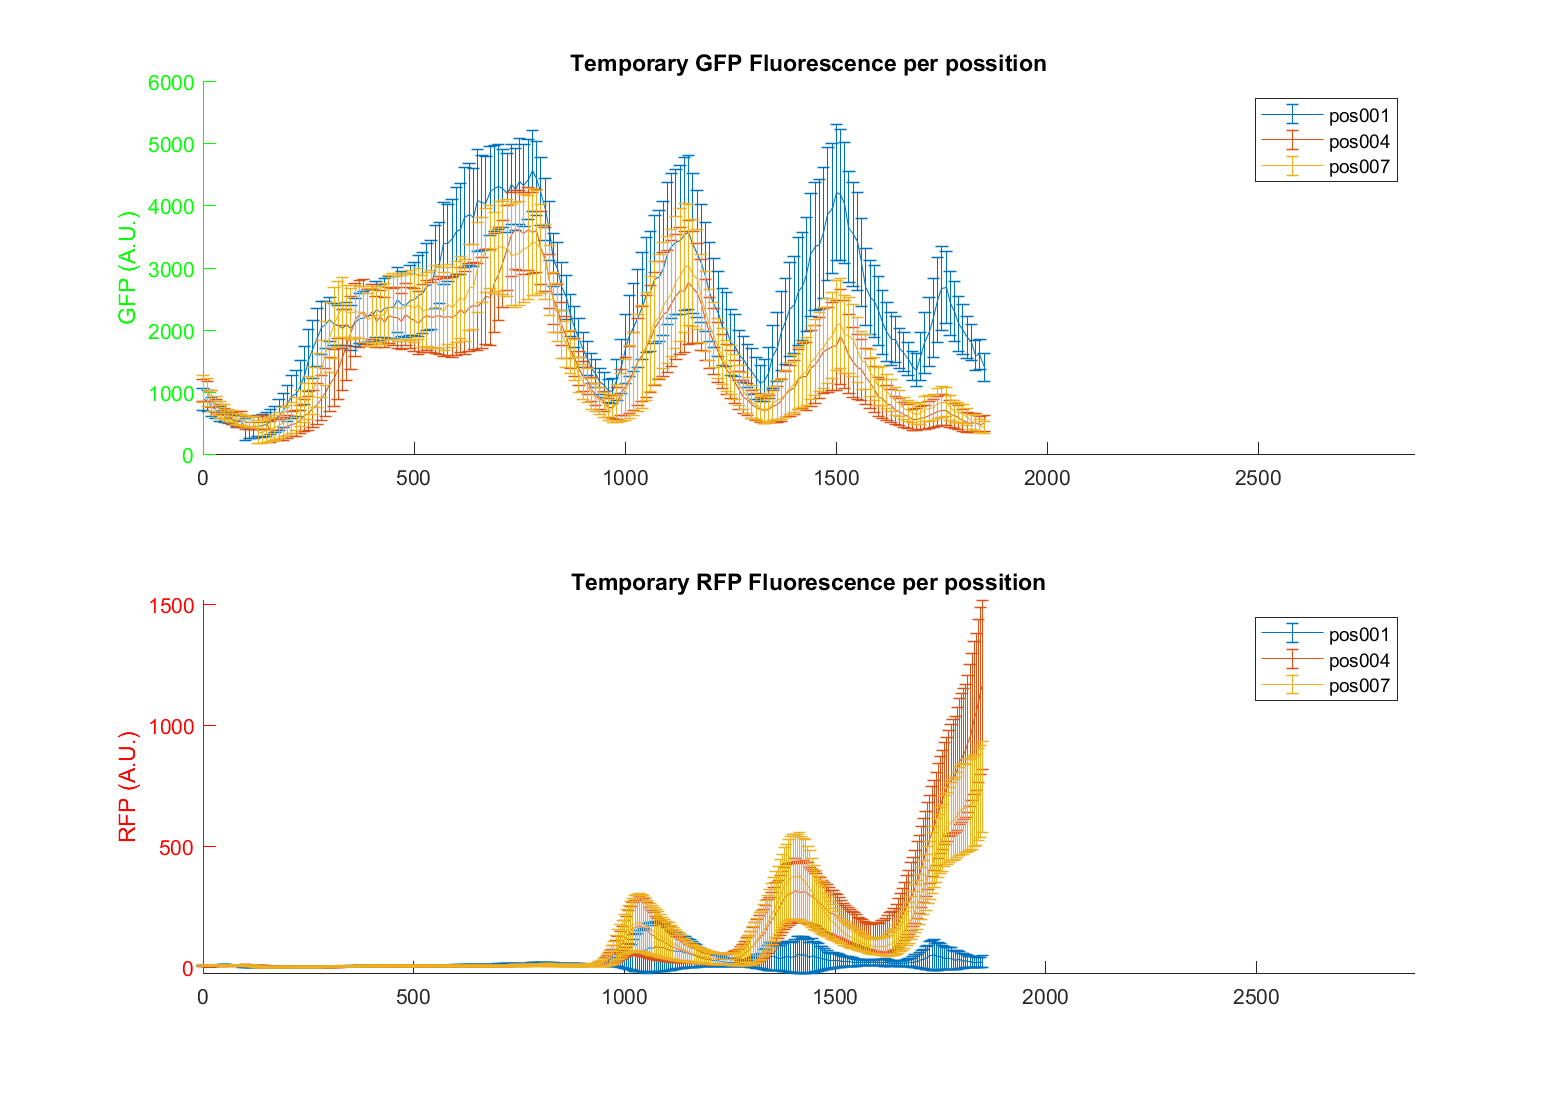 Temporary GFP Fluorescence per possition
6000
5000
4000
3000
2000
1000
0
GFP (A.U.)
0 500 1000 1500 2000 2500
pos001
pos004
pos007
Temporary RFP Fluorescence per possition
1500
1000
500
0
RFP (A.U.)
0 500 1000 1500 2000 2500
pos001
pos004
pos007